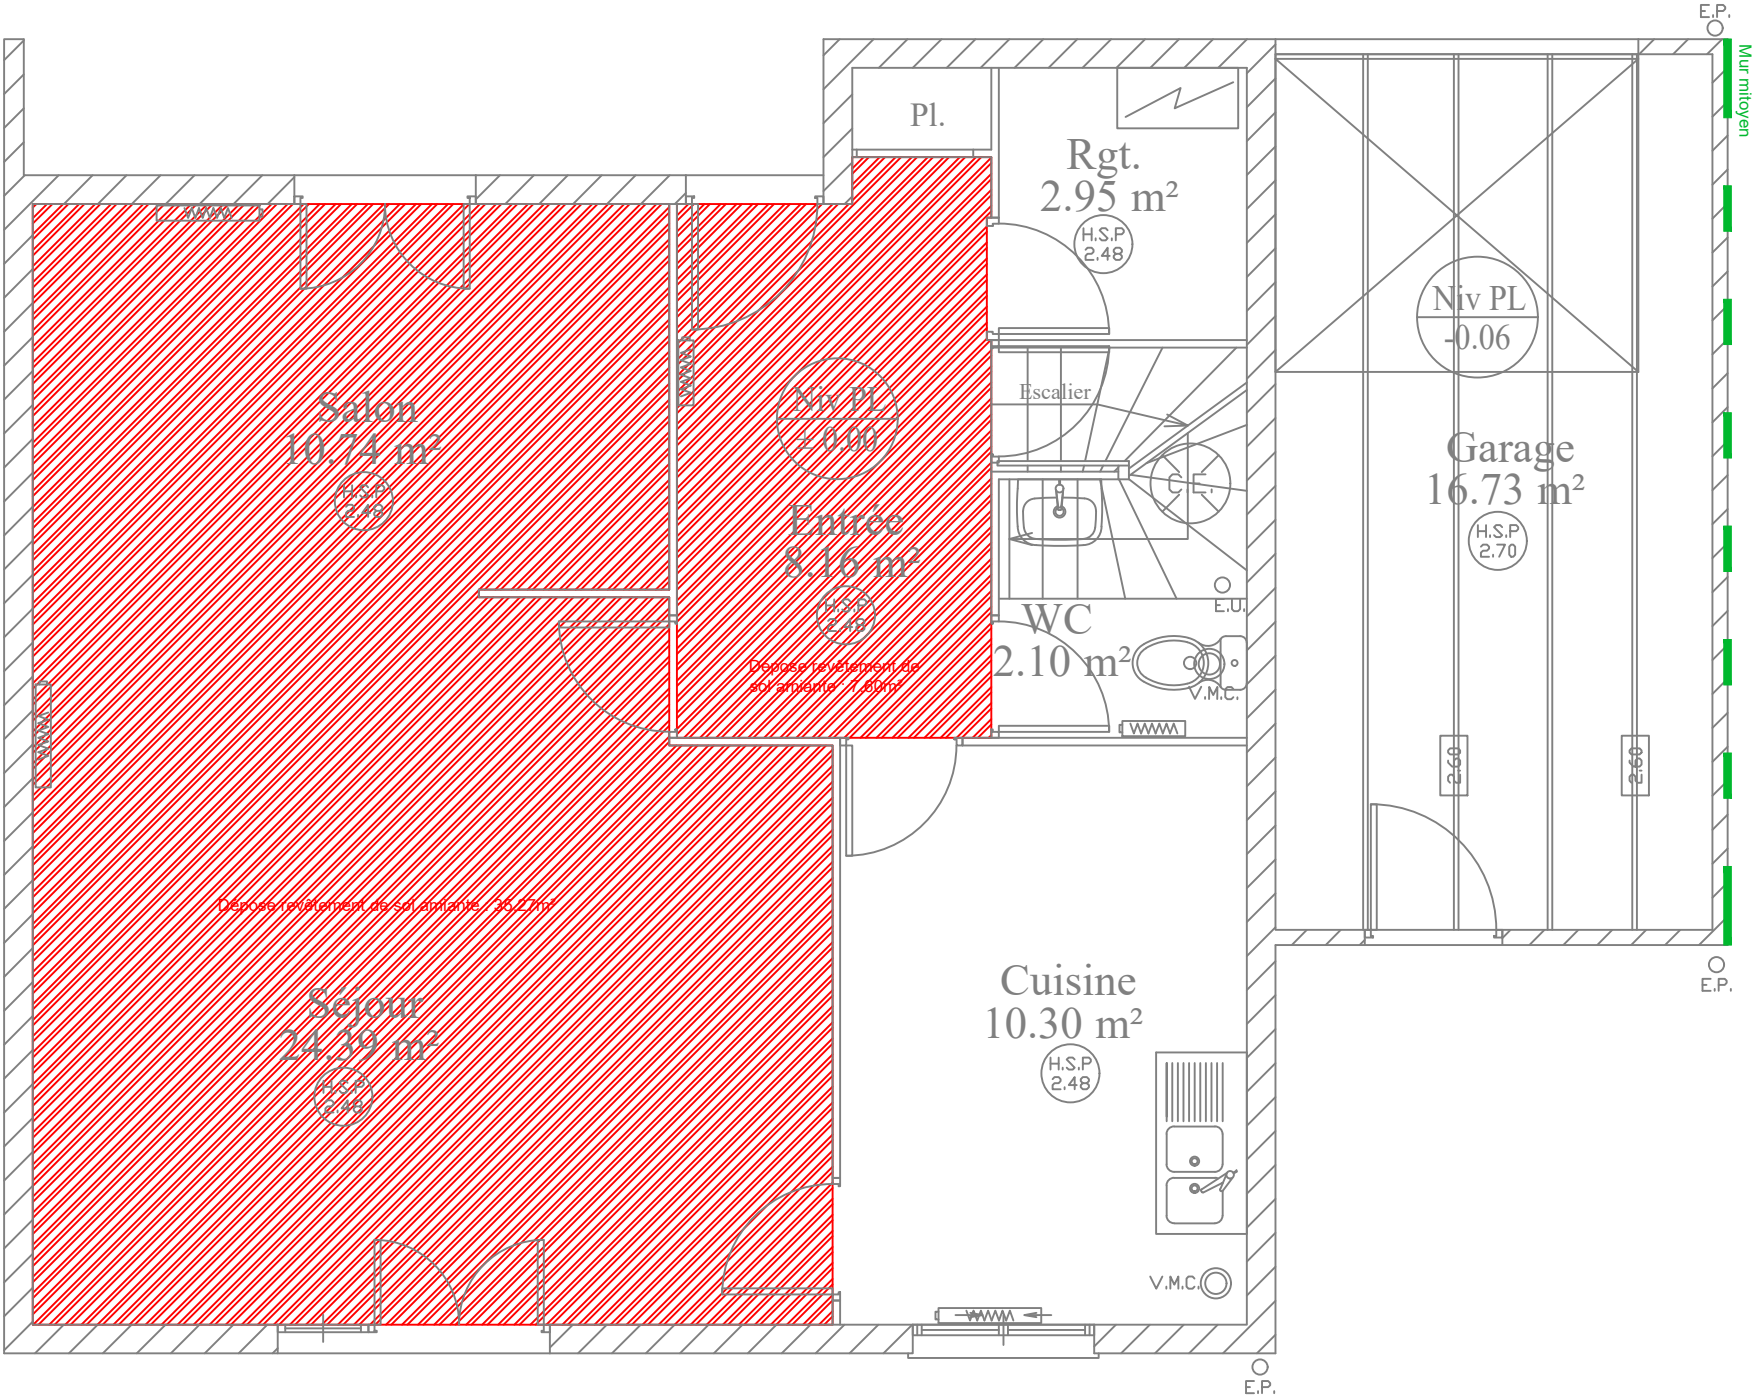 E.P.
Mur mitoyen
Pl.
Rgt.
2.95 m²
H.S.P
2.48
Niv PL
-0.06
Salon
10.74 m²
H.S.P
2.48
Niv PL
± 0.00
Escalier
C.E.
Garage
16.73 m²
H.S.P
2.70
Entrée
8.16 m²
H.S.P
2.48
E.U.
WC
2.10 m²
V.M.C.
Dépose revêtement de
sol amiante : 7.60m²
2.60
2.60
Dépose revêtement de sol amiante : 35.27m²
Séjour
24.39 m²
H.S.P
2.48
Cuisine
10.30 m²
H.S.P
2.48
E.P.
V.M.C.
E.P.